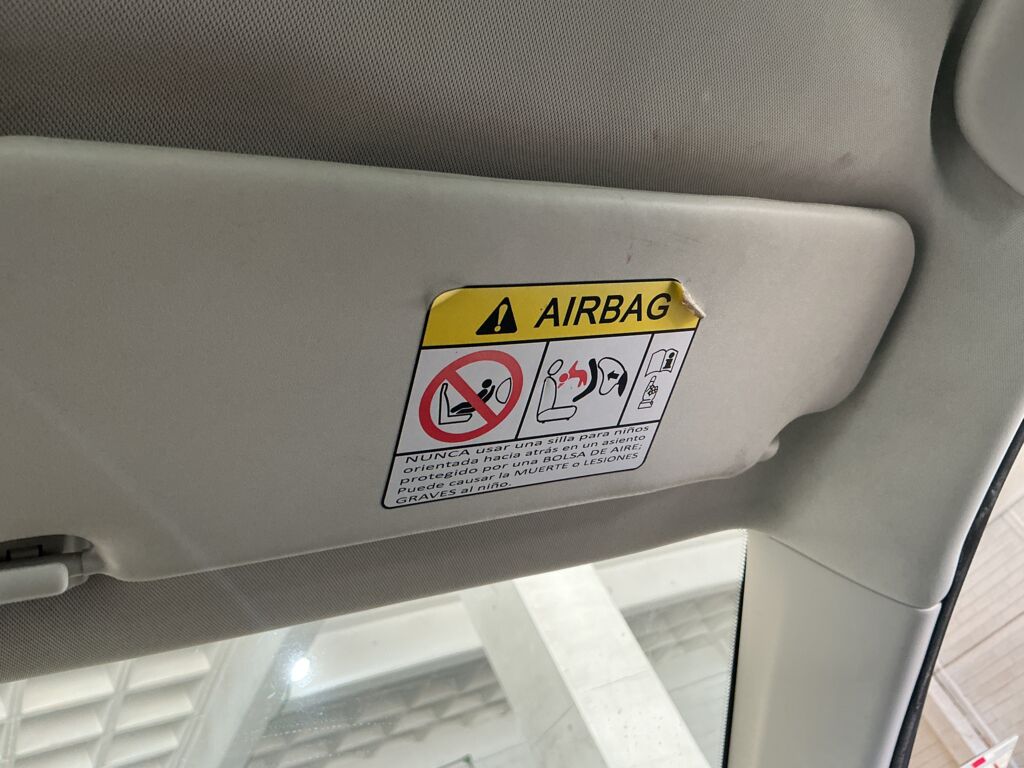 AIRBAG
NUNCA usar una silla para niños
orientada hacia atrás en un asiento
protegido por una BOLSA DE AIRE;
Puede causar la MUERTE o LESIONES
GRAVES al niño.